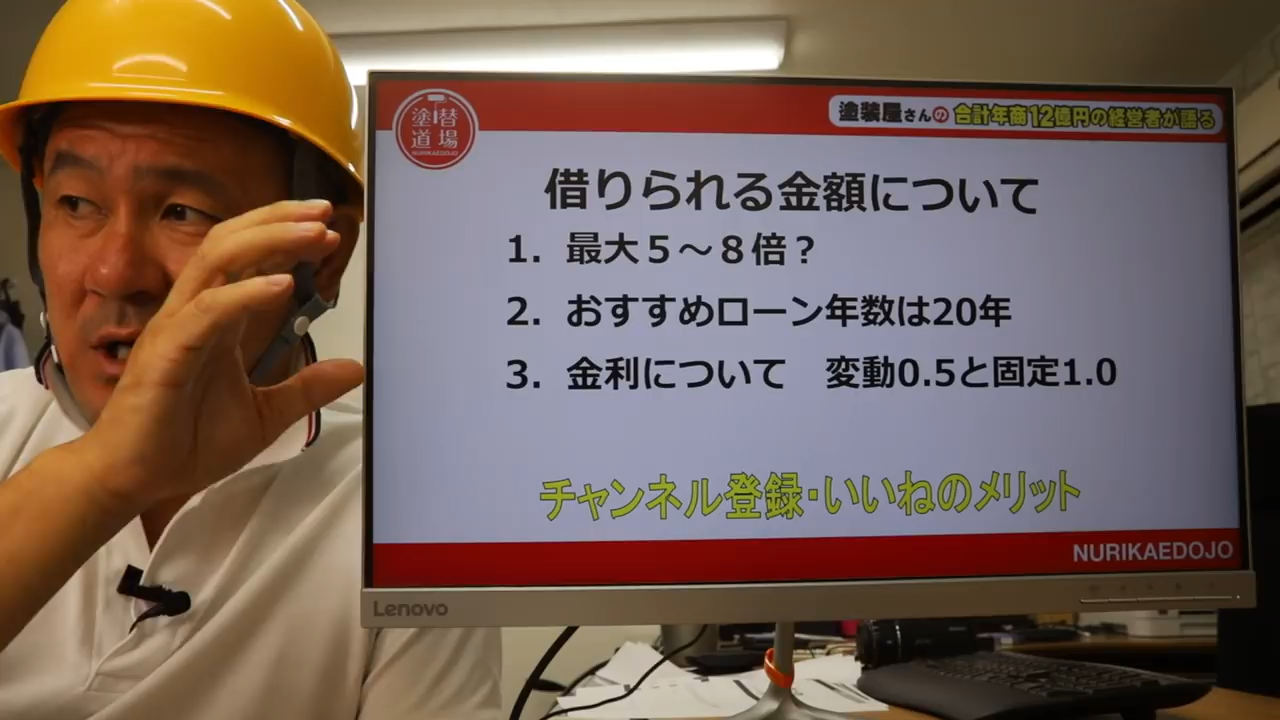 塗替
道場
NURIKAEDOJO
塗装屋さんの 合計年商12億円の経営者が語る
借りられる金額について
1. 最大５～８倍？
2. おすすめローン年数は20年
3. 金利について 変動0.5と固定1.0
チャンネル登録・いいねのメリット
NURIKAEDOJO
Lenovo